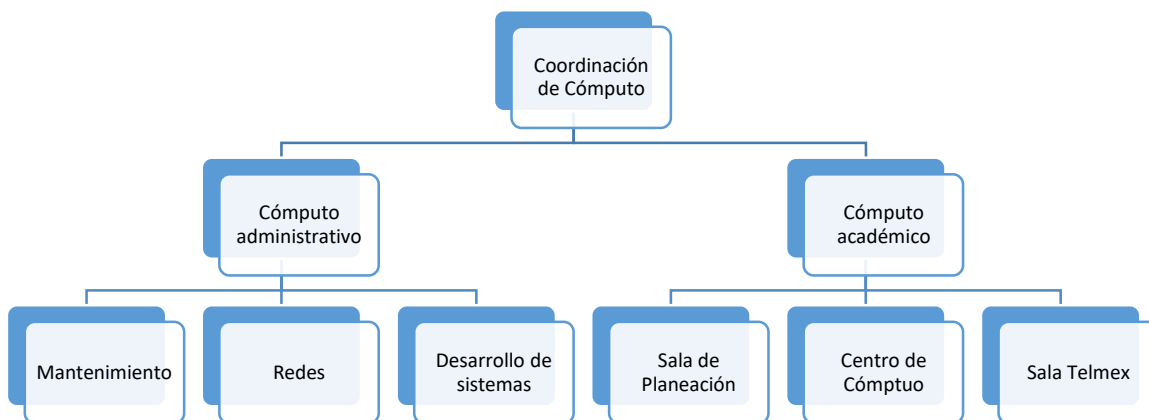 Coordinación
de Cómputo
Cómputo
administrativo
Cómputo
académico
Mantenimiento
Redes
Desarrollo de
sistemas
Sala de
Planeación
Centro de
Cómptuo
Sala Telmex